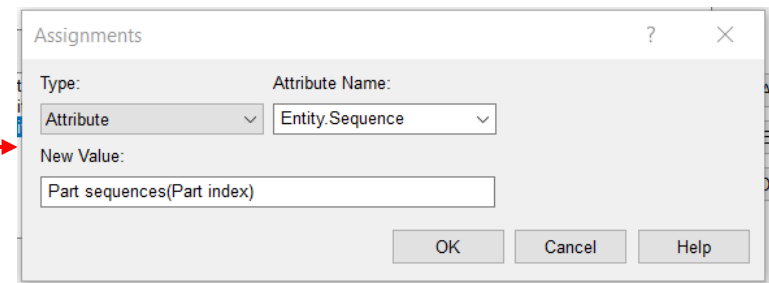 Assignments ?
Type: Attribute Name:
Attribute Entity.Sequence
New Value:
Part sequences(Part index)
OK Cancel Help